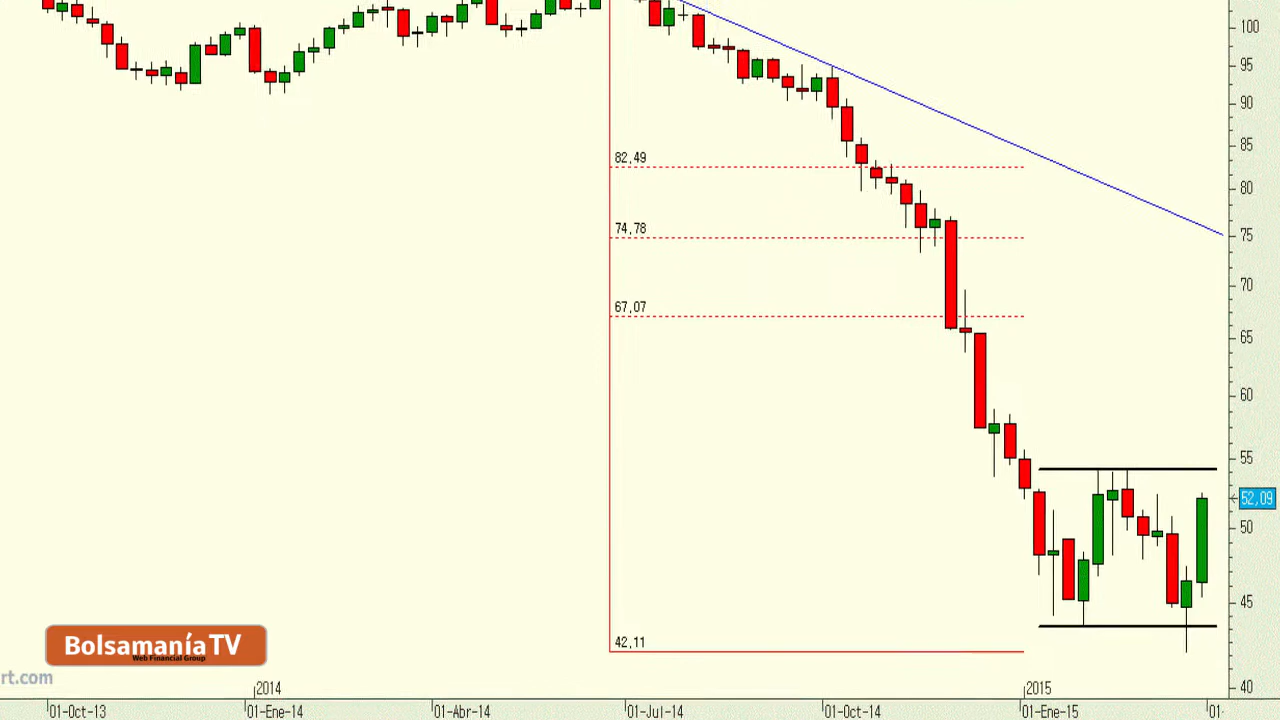 100
95
90
85
80
75
70
65
60
55
52,09
50
45
40
82,49
74,78
67,07
42,11
BolsamaníaTV
Web Financial Group
rt.com
2014
2015
01-Oct-13
01-Ene-14
01-Abr-14
01-Jul-14
01-Oct-14
01-Ene-15
01-